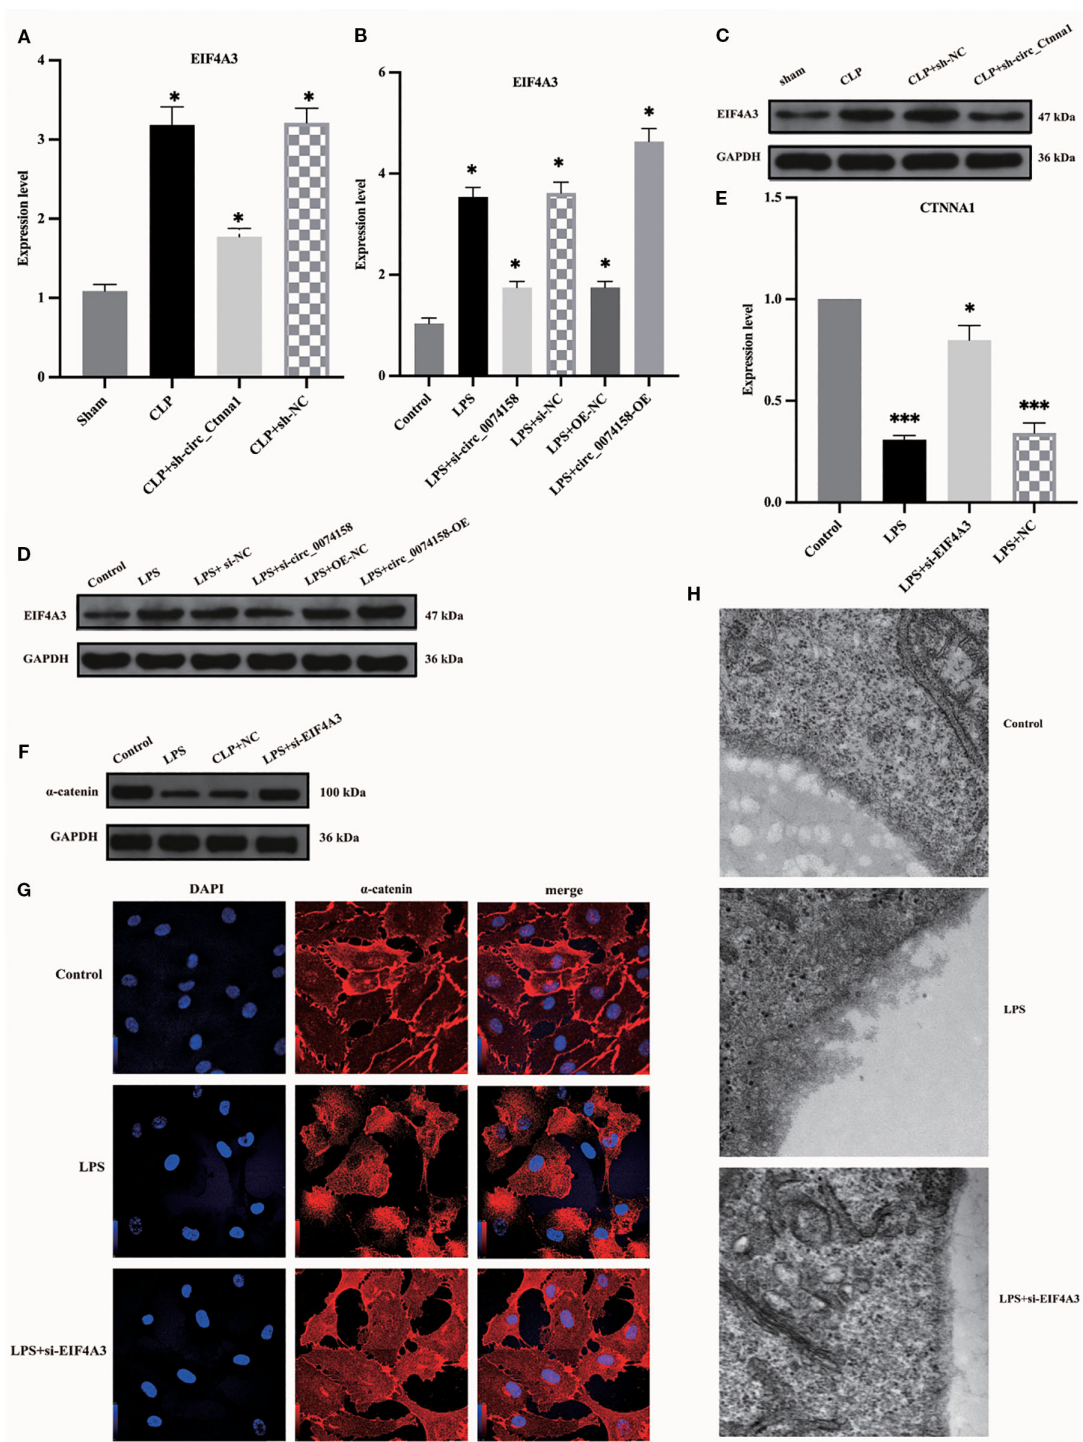 A
EIF4A3
Expression level
4
3
2
1
0
*
*
*
Sham
CLP
CLP+sh-circ_Ctnna1
CLP+sh-NC
B
EIF4A3
Expression level
6
4
2
0
*
*
*
*
*
Control
LPS
LPS+si-circ_0074158
LPS+si-NC
LPS+OE-NC
LPS+circ_0074158-OE
C
sham
CLP
CLP+sh-NC
CLP+sh-circ_Ctnna1
EIF4A3
47 kDa
GAPDH
36 kDa
E
CTNNA1
Expression level
1.5
1.0
0.5
0.0
***
*
***
Control
LPS
LPS+si-EIF4A3
LPS+NC
D
Control
LPS
LPS+ si-NC
LPS+si-circ_0074158
LPS+OE-NC
LPS+circ_0074158-OE
EIF4A3
47 kDa
GAPDH
36 kDa
F
Control
LPS
CLP+NC
LPS+si-EIF4A3
α-catenin
100 kDa
GAPDH
36 kDa
G
DAPI
α-catenin
merge
Control
LPS
LPS+si-EIF4A3
H
Control
LPS
LPS+si-EIF4A3